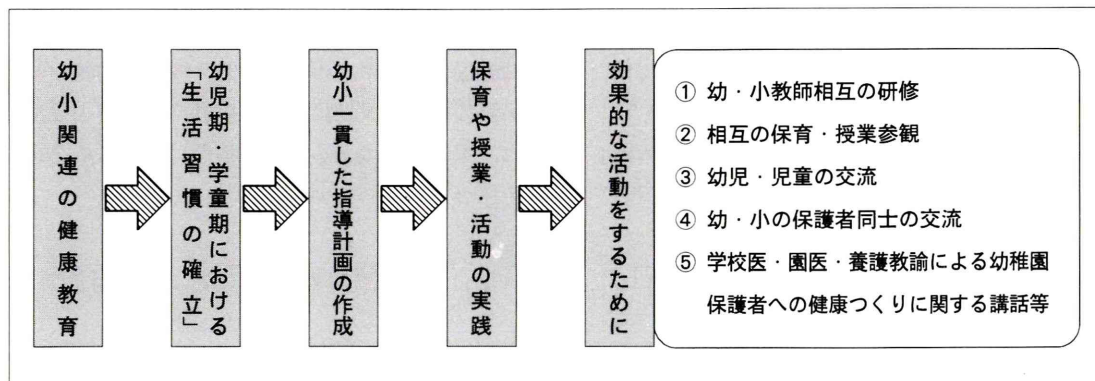 幼小関連の健康教育
幼児期・学童期における
「生活習慣の確立」
幼小一貫した指導計画の作成
保育や授業・活動の実践
効果的な活動をするために
① 幼・小教師相互の研修
② 相互の保育・授業参観
③ 幼児・児童の交流
④ 幼・小の保護者同士の交流
⑤ 学校医・園医・養護教諭による幼稚園
保護者への健康つくりに関する講話等